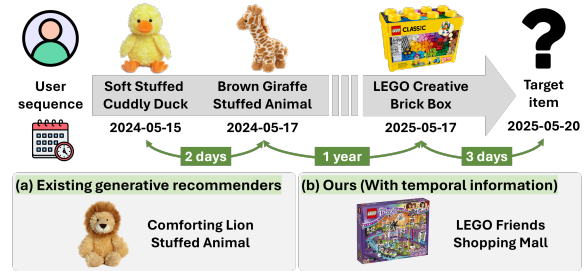 LEGO
CLASSIC
?
User
sequence
Soft Stuffed
Cuddly Duck
Brown Giraffe
Stuffed Animal
LEGO Creative
Brick Box
Target
item
2024-05-15
2024-05-17
2025-05-17
2025-05-20
2 days
1 year
3 days
(a) Existing generative recommenders
Comforting Lion
Stuffed Animal
(b) Ours (With temporal information)
LEGO Friends
Shopping Mall